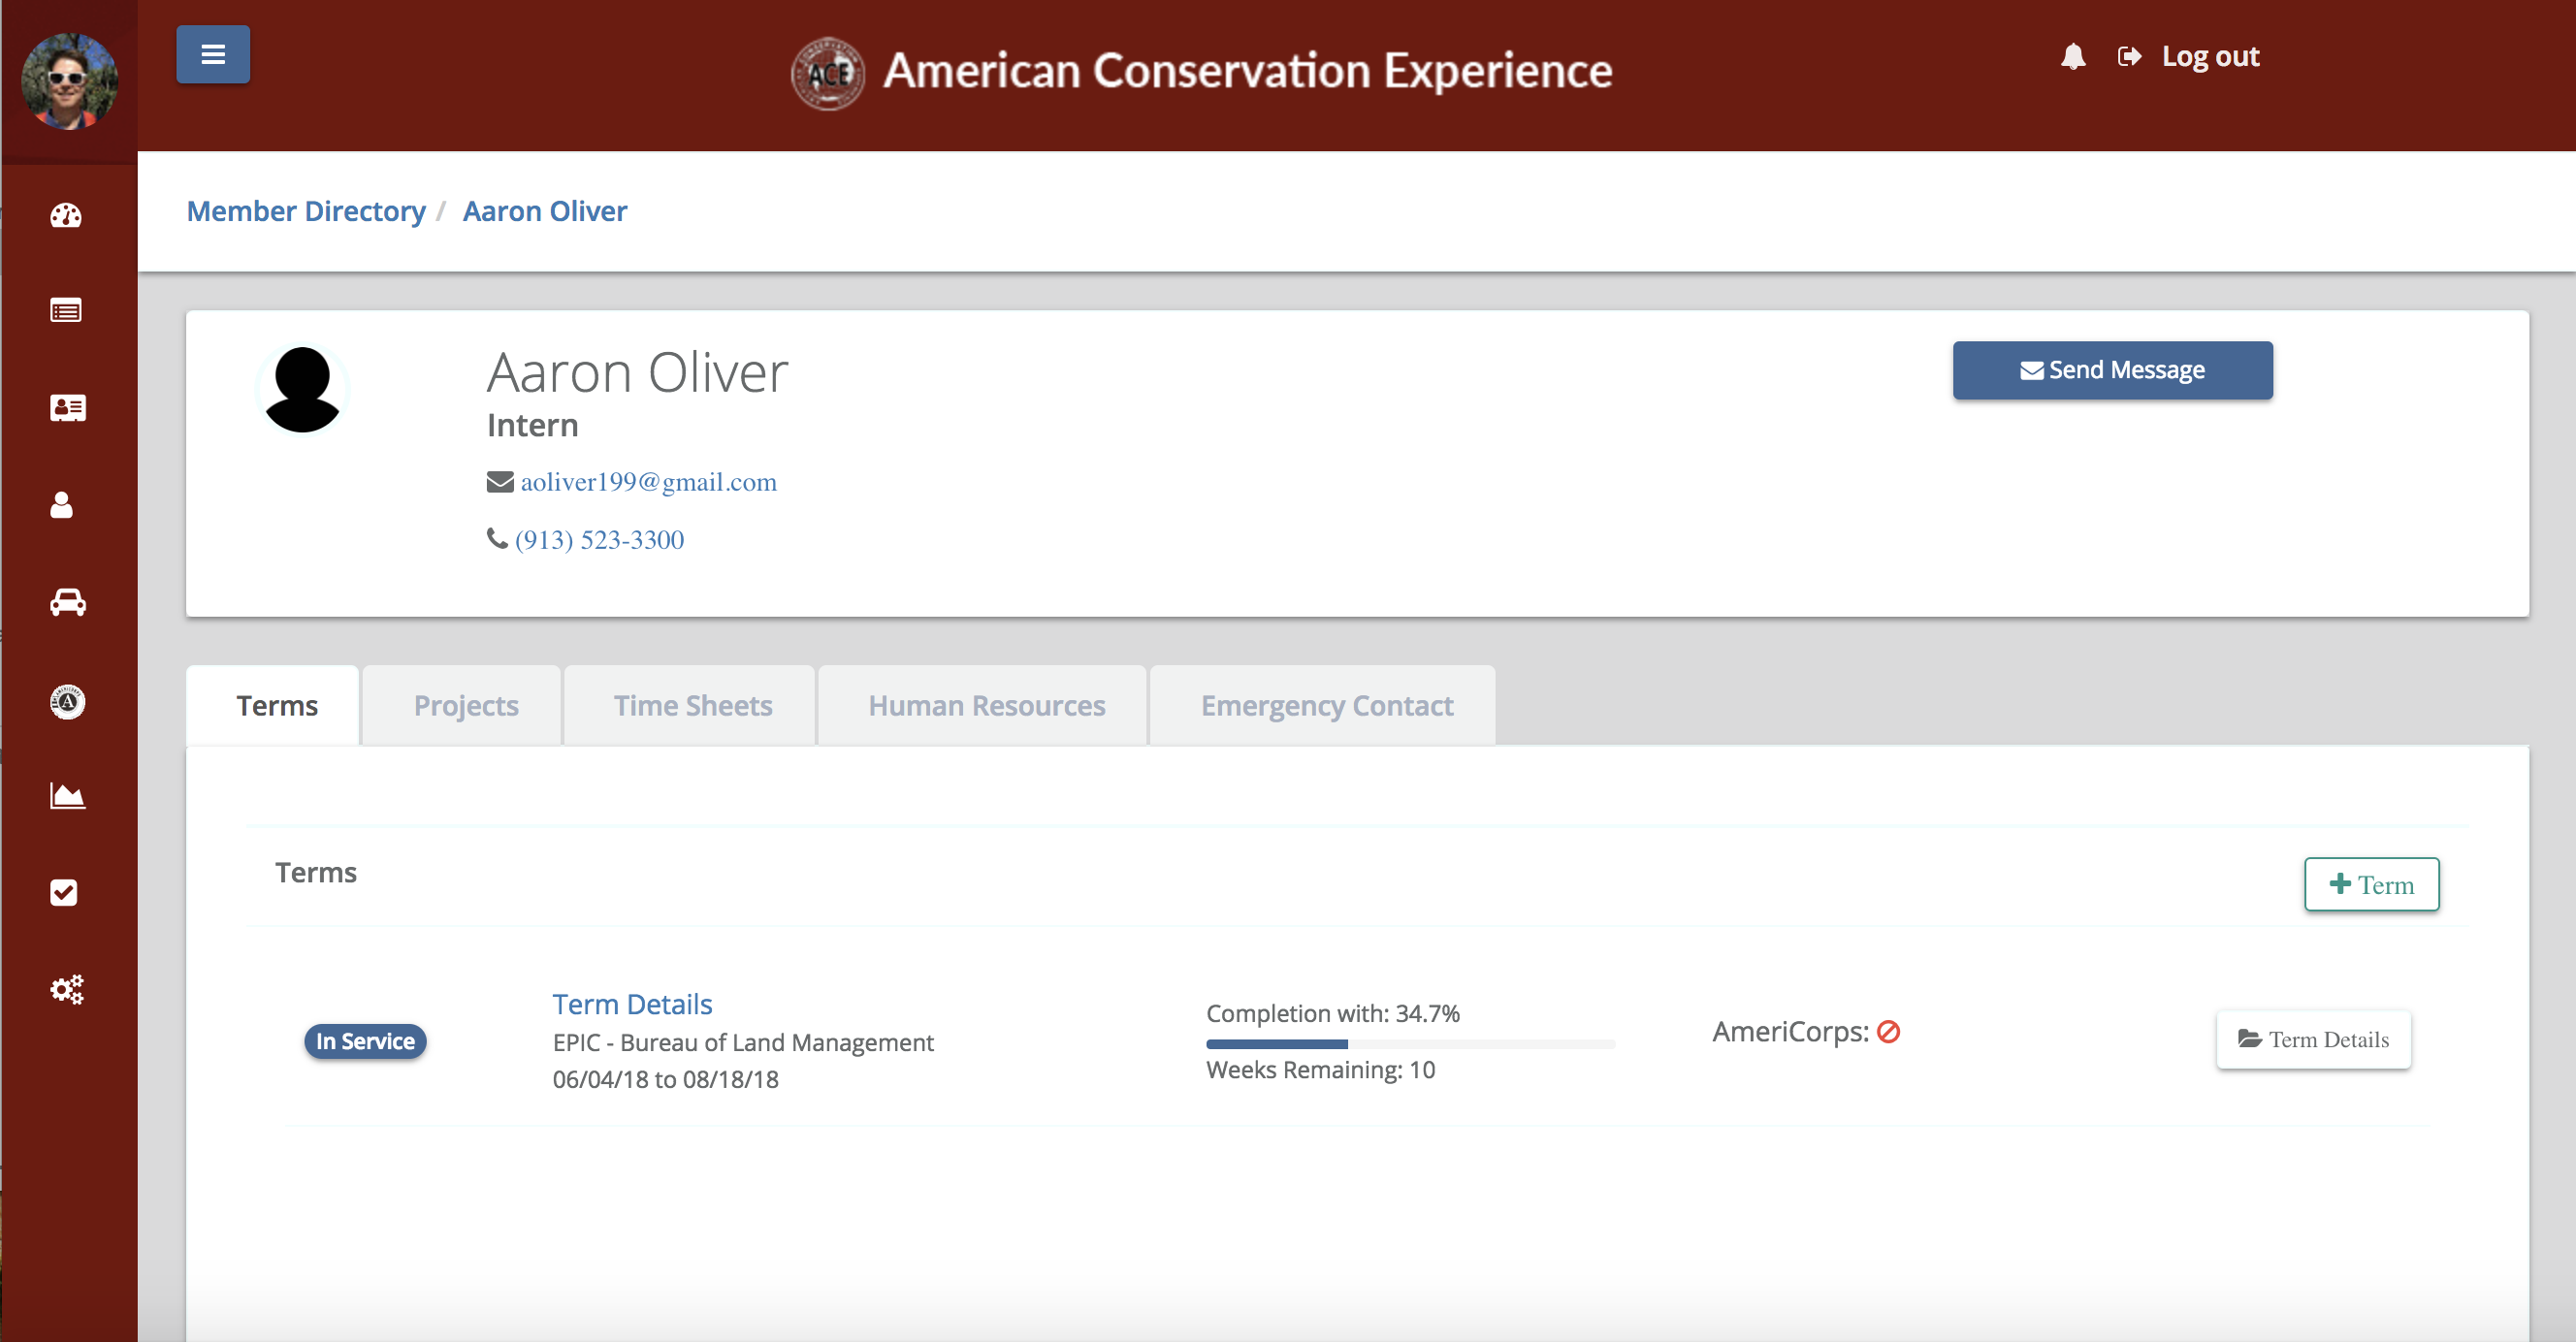 ACE American Conservation Experience
Log out
Member Directory / Aaron Oliver
Aaron Oliver
Intern
aoliver199@gmail.com
(913) 523-3300
Send Message
Terms Projects Time Sheets Human Resources Emergency Contact
Terms
Term
In Service
Term Details
EPIC - Bureau of Land Management
06/04/18 to 08/18/18
Completion with: 34.7%
Weeks Remaining: 10
AmeriCorps:
Term Details